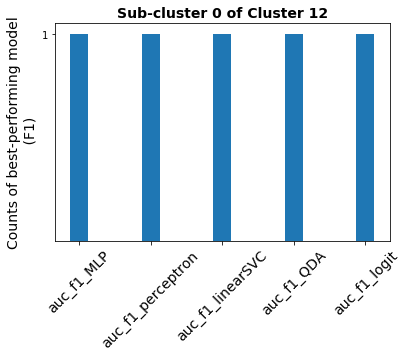 Sub-cluster 0 of Cluster 12
Counts of best-performing model
(F1)
1
auc_f1_MLP
auc_f1_perceptron
auc_f1_linearSVC
auc_f1_QDA
auc_f1_logit